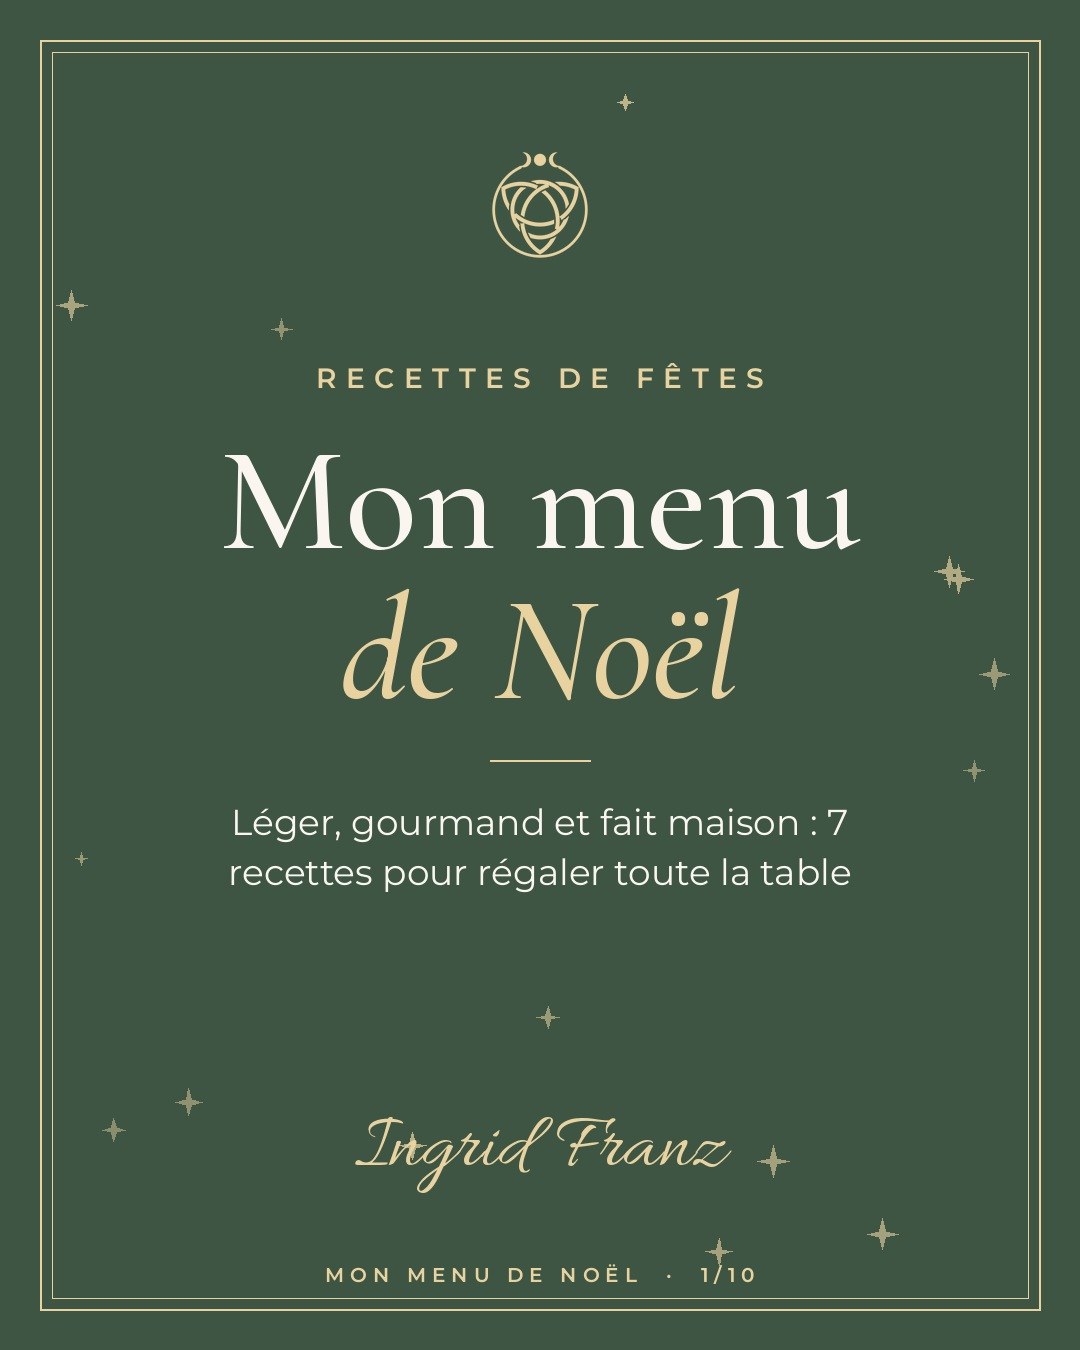 RECETTES DE FÊTES
Mon menu
de Noël
Léger, gourmand et fait maison : 7
recettes pour régaler toute la table
Ingrid Franz
MON MENU DE NOËL · 1/10